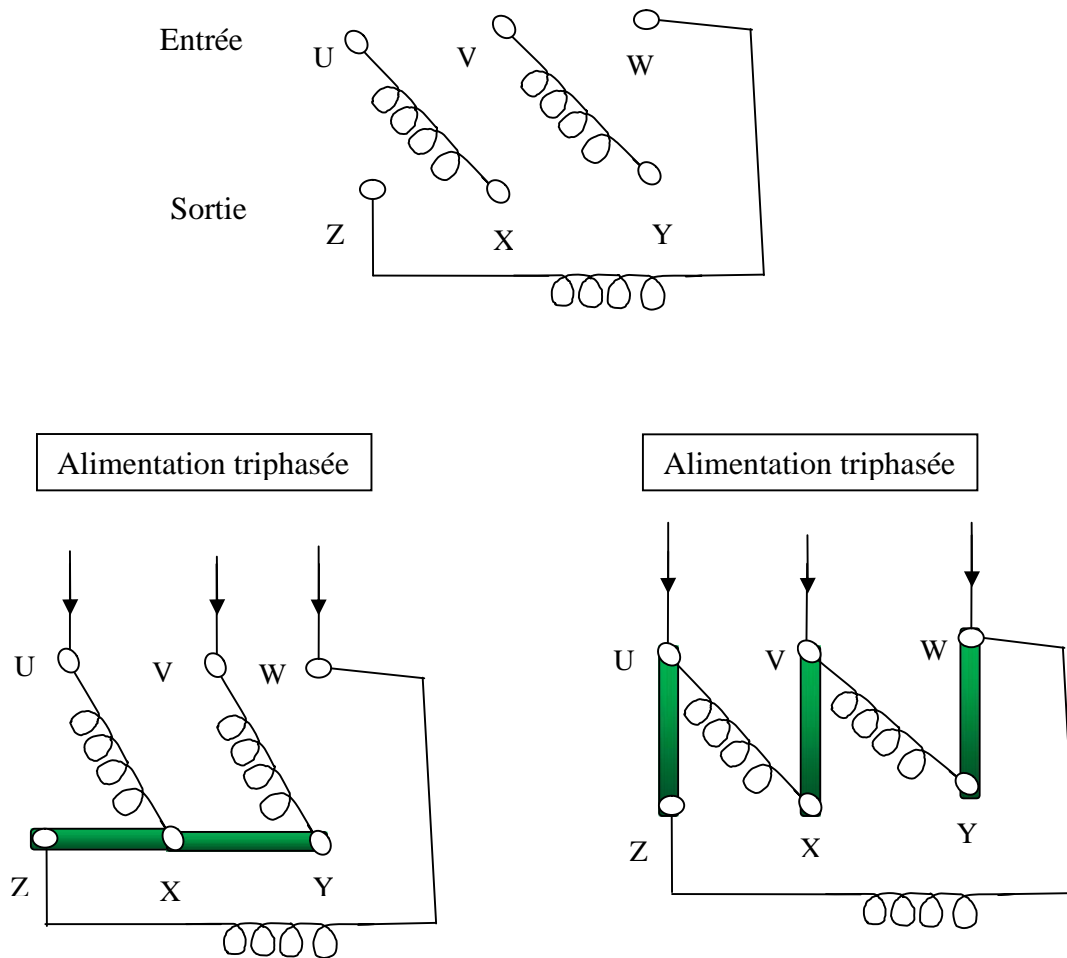 Entrée
U V W
Sortie
Z X Y
Alimentation triphasée
U V W
Z X Y
Alimentation triphasée
U V W
Z X Y